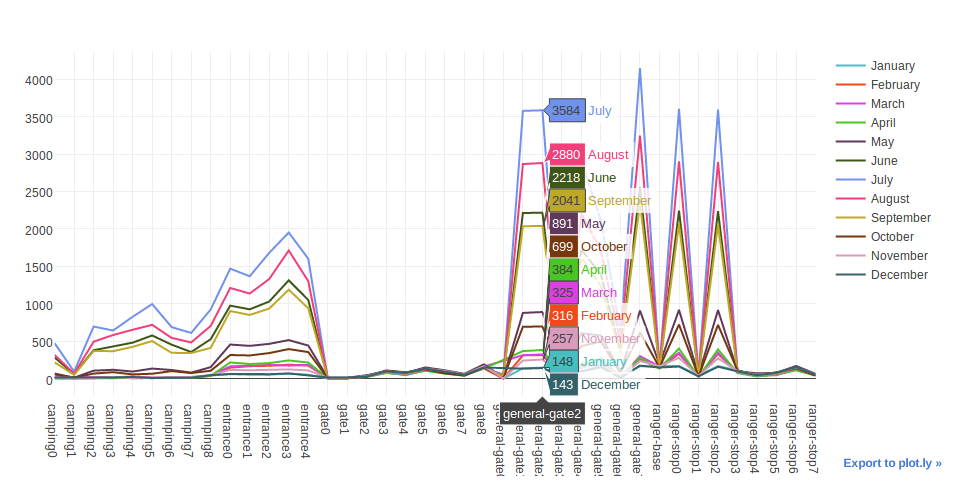 4000
3500
3000
2500
2000
1500
1000
500
0
3584 July
2880 August
2218 June
2041 September
891 May
699 October
384 April
325 March
316 February
257 November
148 January
143 December
general-gate2
camping0
camping1
camping2
camping3
camping4
camping5
camping6
camping7
camping8
entrance0
entrance1
entrance2
entrance3
entrance4
gate0
gate1
gate2
gate3
gate4
gate5
gate6
gate7
gate8
ranger-base
ranger-stop0
ranger-stop1
ranger-stop2
ranger-stop3
ranger-stop4
ranger-stop5
ranger-stop6
ranger-stop7
January
February
March
April
May
June
July
August
September
October
November
December
Export to plot.ly »